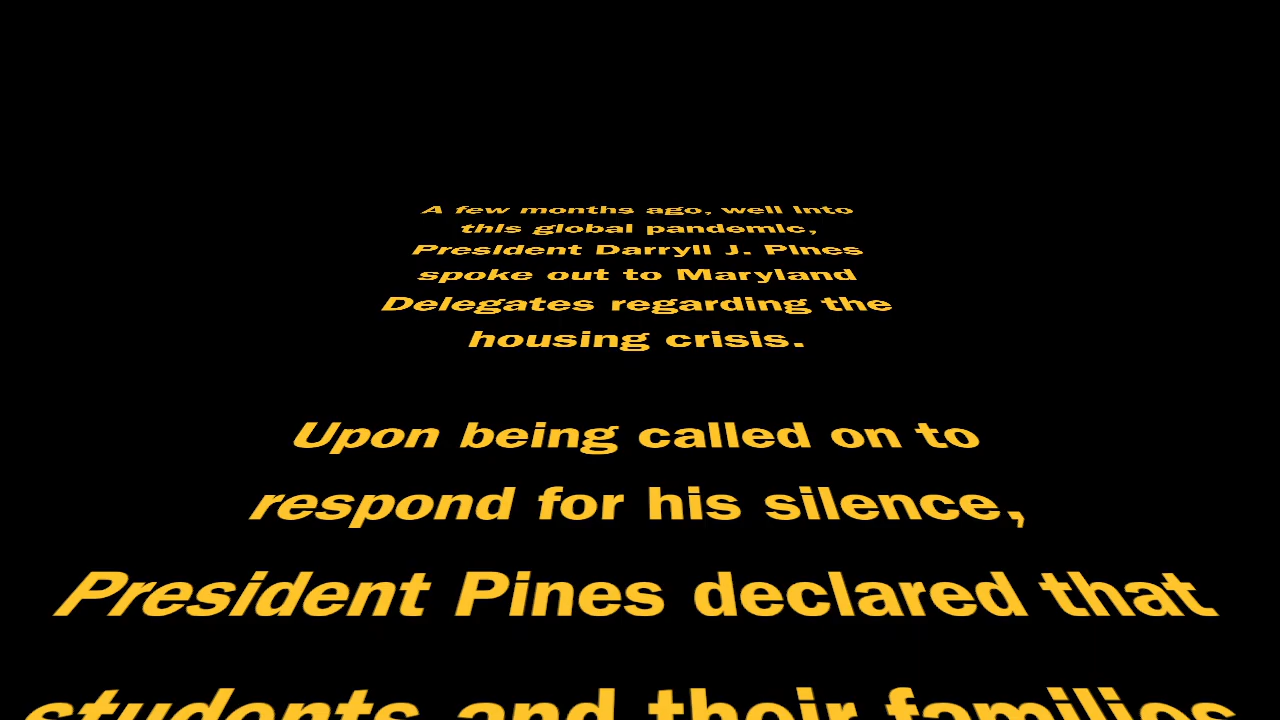 A few months ago, well into
this global pandemic,
President Darryll J. Pines
spoke out to Maryland
Delegates regarding the
housing crisis.
Upon being called on to
respond for his silence,
President Pines declared that
students and their families